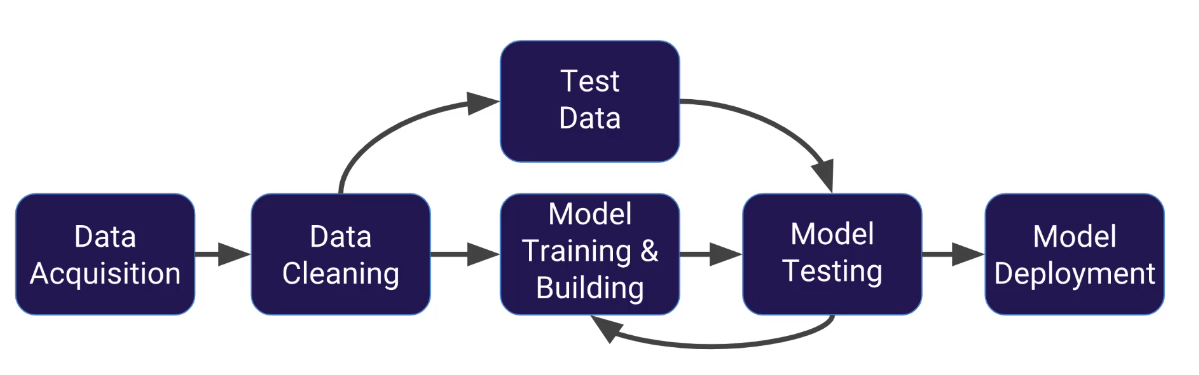 Test
Data
Data
Acquisition
Data
Cleaning
Model
Training &
Building
Model
Testing
Model
Deployment